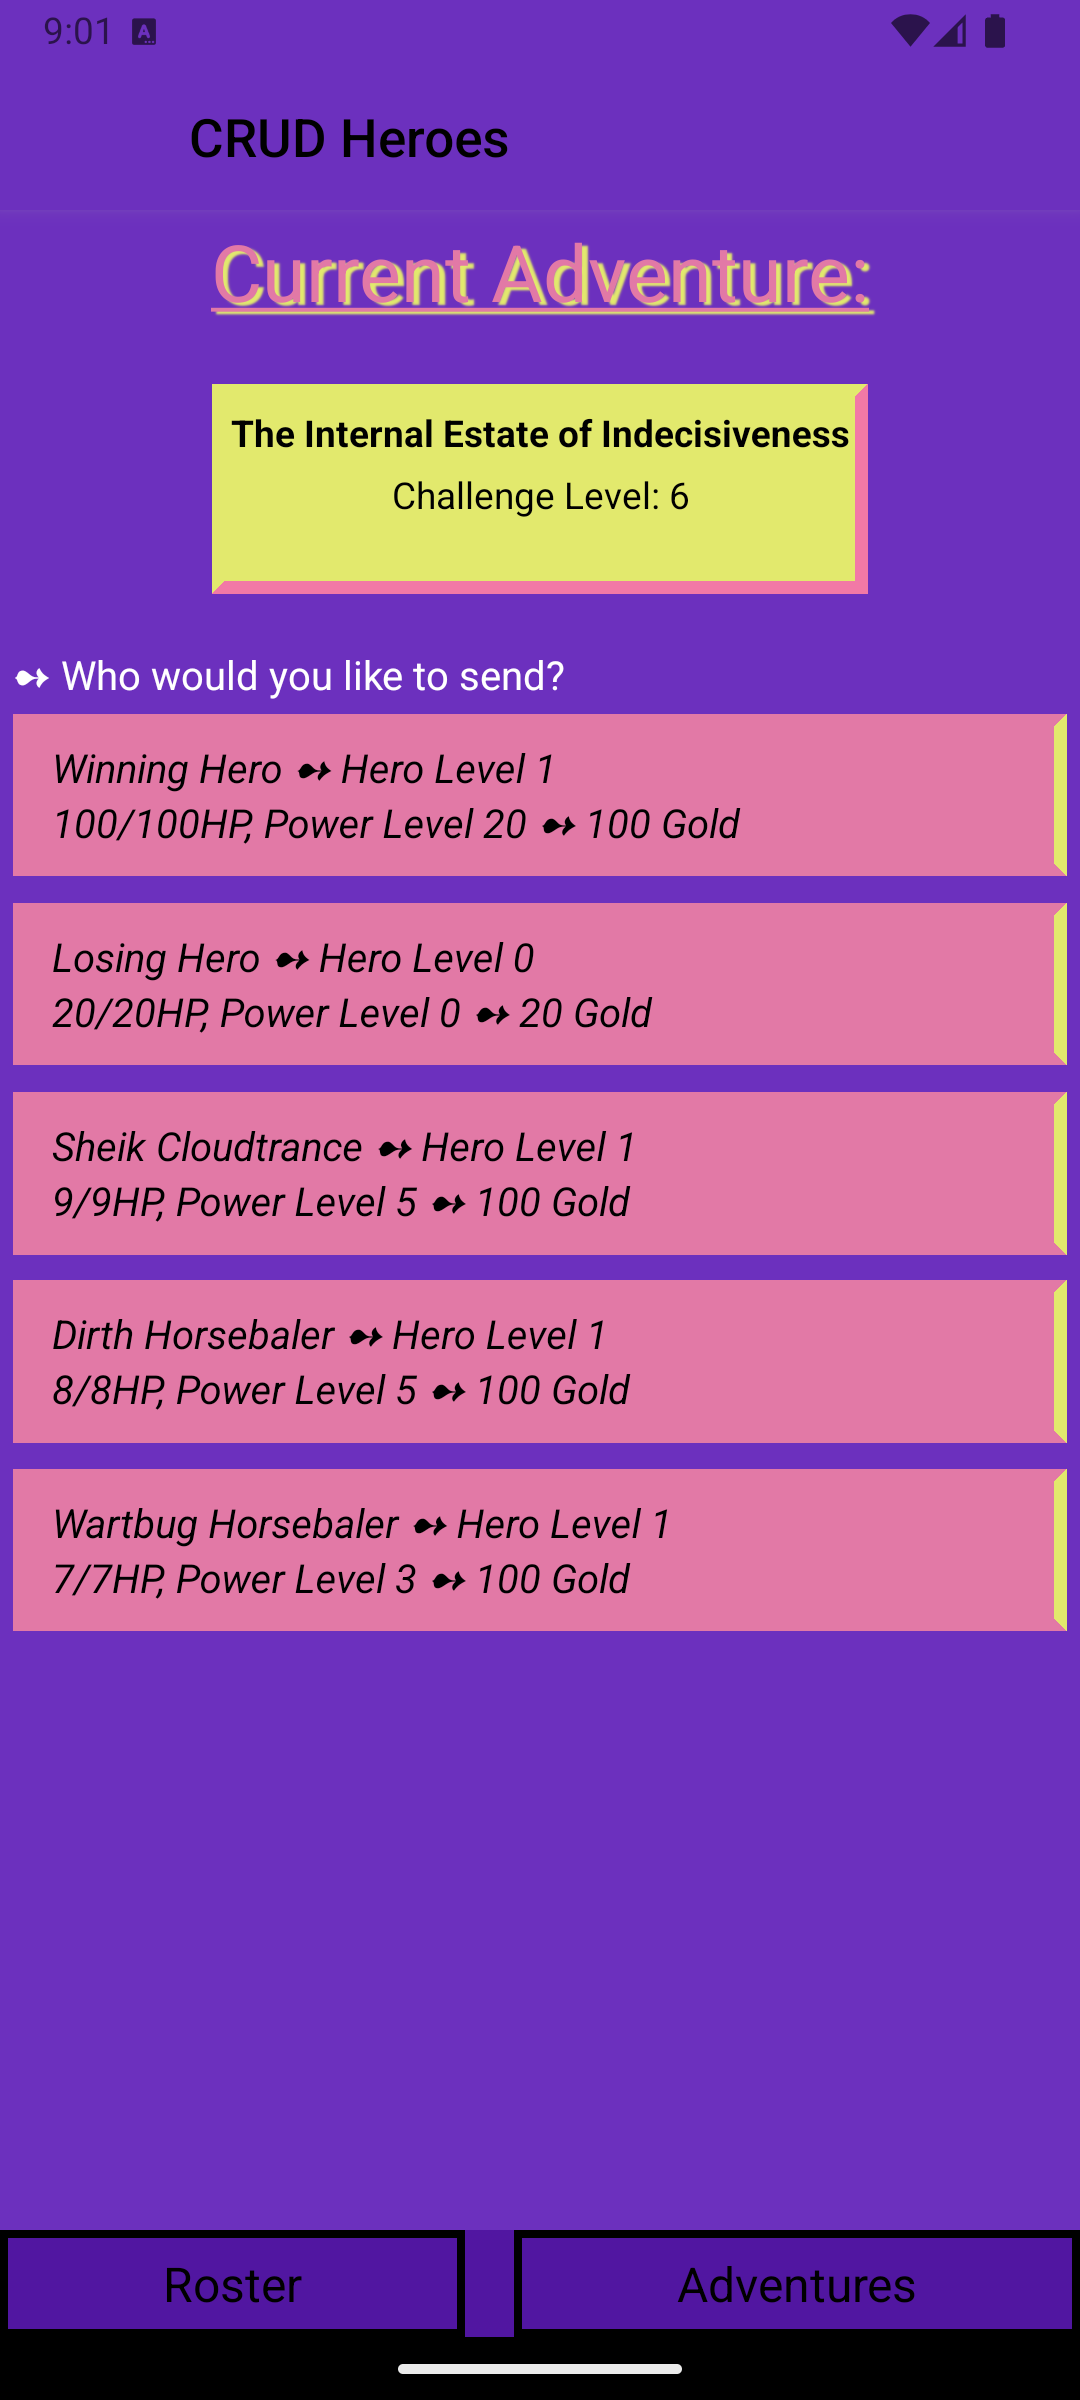 9:01
CRUD Heroes
Current Adventure:
The Internal Estate of Indecisiveness
Challenge Level: 6
➻ Who would you like to send?
Winning Hero ➻ Hero Level 1
100/100HP, Power Level 20 ➻ 100 Gold
Losing Hero ➻ Hero Level 0
20/20HP, Power Level 0 ➻ 20 Gold
Sheik Cloudtrance ➻ Hero Level 1
9/9HP, Power Level 5 ➻ 100 Gold
Dirth Horsebaler ➻ Hero Level 1
8/8HP, Power Level 5 ➻ 100 Gold
Wartbug Horsebaler ➻ Hero Level 1
7/7HP, Power Level 3 ➻ 100 Gold
Roster
Adventures